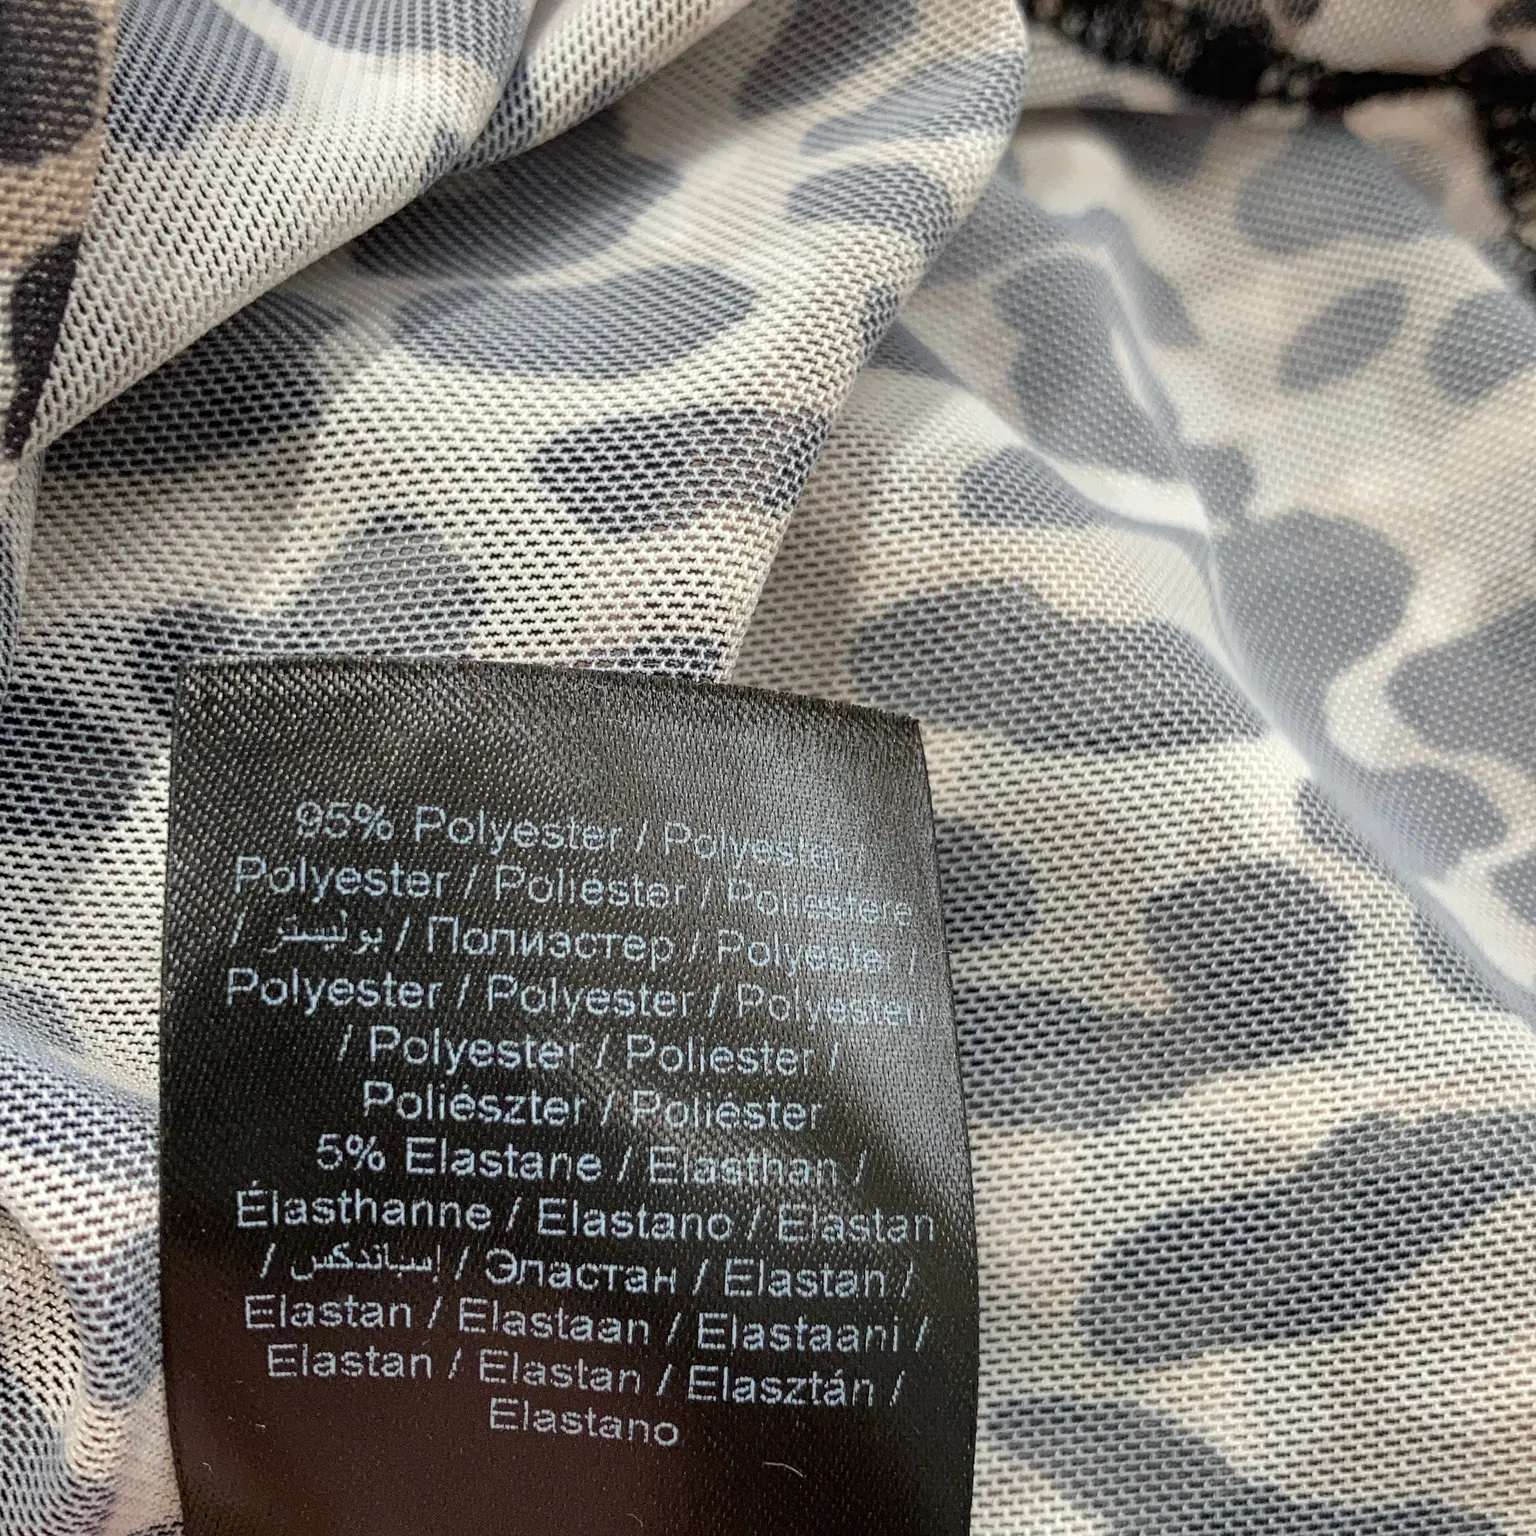 95% Polyester / Polyester /
Polyester / Poliéster / Poliestere
/ بوليستر / Полиэстер / Polyester /
Polyester / Polyester / Polyesteri
/ Polyester / Poliester /
Poliészter / Poliéster
5% Elastane / Elasthan /
Élasthanne / Elastano / Elastan
/ إسباندكس / Эластан / Elastan /
Elastan / Elastaan / Elastaani /
Elastan / Elastan / Elasztán /
Elastano